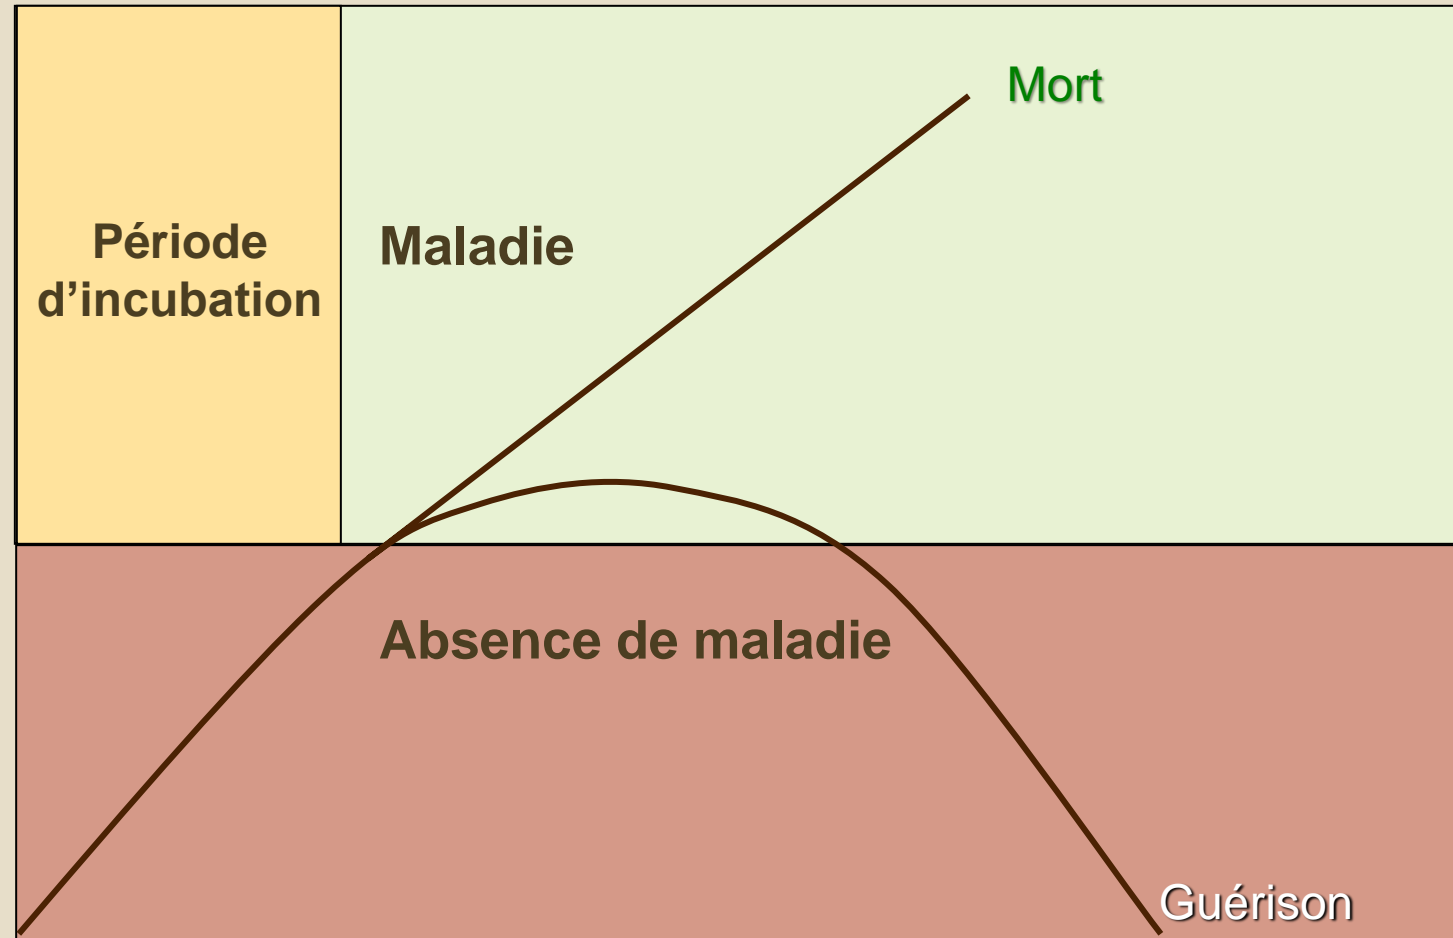 Mort
Période
d’incubation
Maladie
Absence de maladie
Guérison